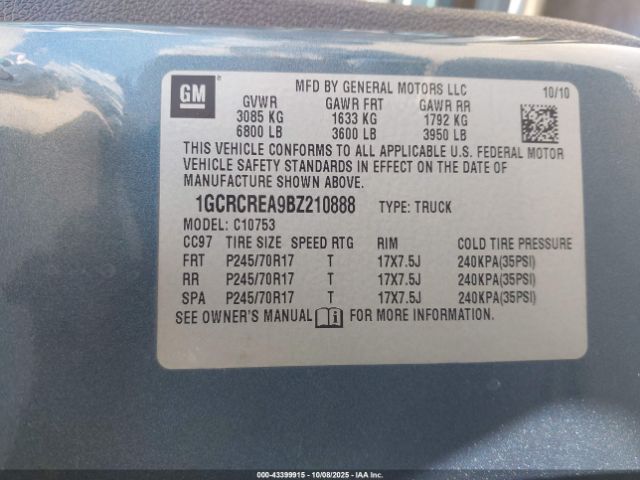 GM
MFD BY GENERAL MOTORS LLC 10/10
GVWR GAWR FRT GAWR RR
3085 KG 1633 KG 1792 KG
6800 LB 3600 LB 3950 LB
THIS VEHICLE CONFORMS TO ALL APPLICABLE U.S. FEDERAL MOTOR
VEHICLE SAFETY STANDARDS IN EFFECT ON THE DATE OF
MANUFACTURE SHOWN ABOVE.
1GCRCREA9BZ210888 TYPE: TRUCK
MODEL: C10753
CC97 TIRE SIZE SPEED RTG RIM COLD TIRE PRESSURE
FRT P245/70R17 T 17X7.5J 240KPA(35PSI)
RR P245/70R17 T 17X7.5J 240KPA(35PSI)
SPA P245/70R17 T 17X7.5J 240KPA(35PSI)
SEE OWNER'S MANUAL FOR MORE INFORMATION.
000-43399915 - 10/08/2025 - IAA Inc. Copyright